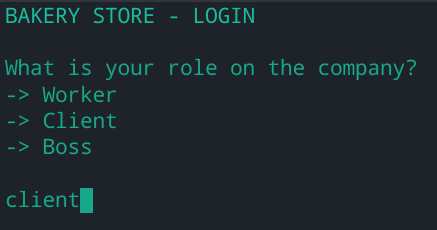 BAKERY STORE - LOGIN
What is your role on the company?
-> Worker
-> Client
-> Boss
client